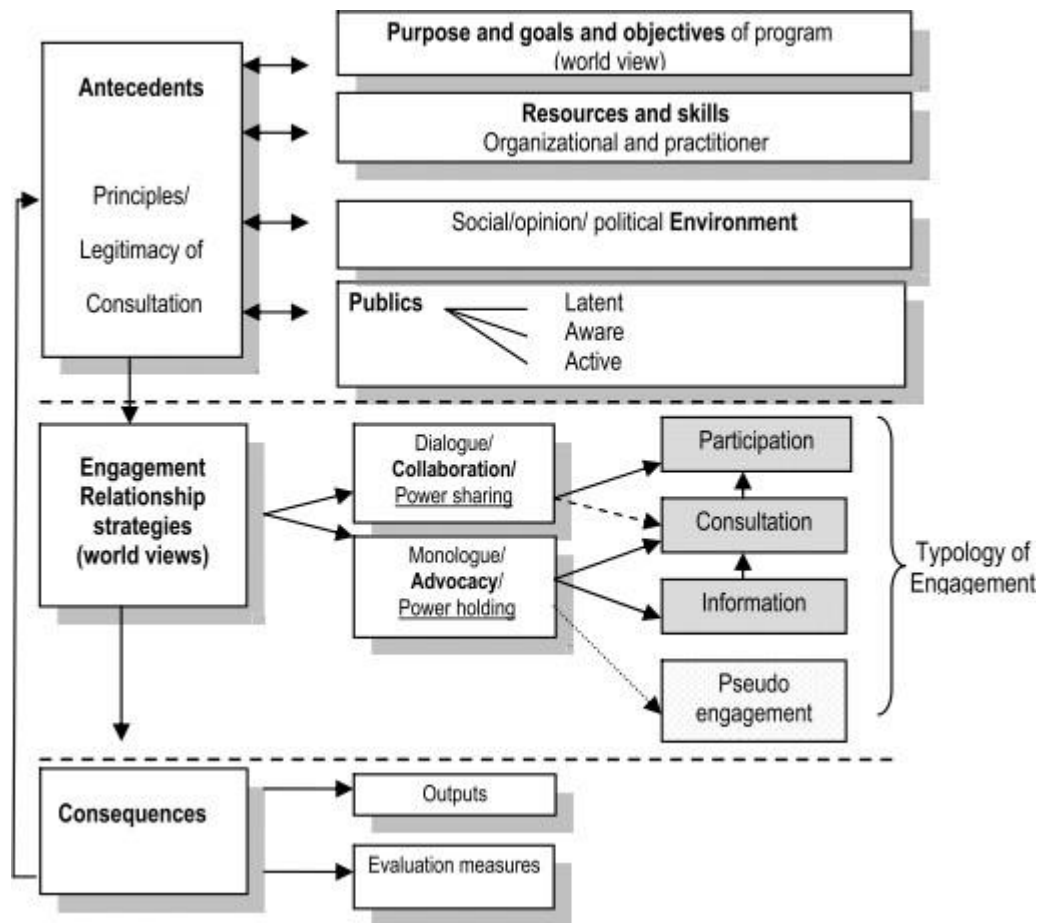 Antecedents
Principles/
Legitimacy of
Consultation
Purpose and goals and objectives of program
(world view)
Resources and skills
Organizational and practitioner
Social/opinion/ political Environment
Publics
Latent
Aware
Active
Engagement
Relationship
strategies
(world views)
Dialogue/
Collaboration/
Power sharing
Monologue/
Advocacy/
Power holding
Participation
Consultation
Information
Pseudo
engagement
Typology of
Engagement
Consequences
Outputs
Evaluation measures